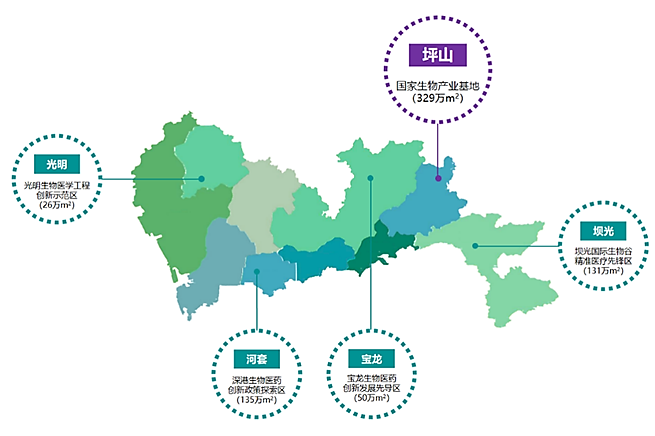 坪山
国家生物产业基地
(329万m²)
光明
光明生物医学工程
创新示范区
(26万m²)
坝光
坝光国际生物谷
精准医疗先锋区
(131万m²)
河套
深港生物医药
创新政策探索区
(135万m²)
宝龙
宝龙生物医药
创新发展先导区
(50万m²)